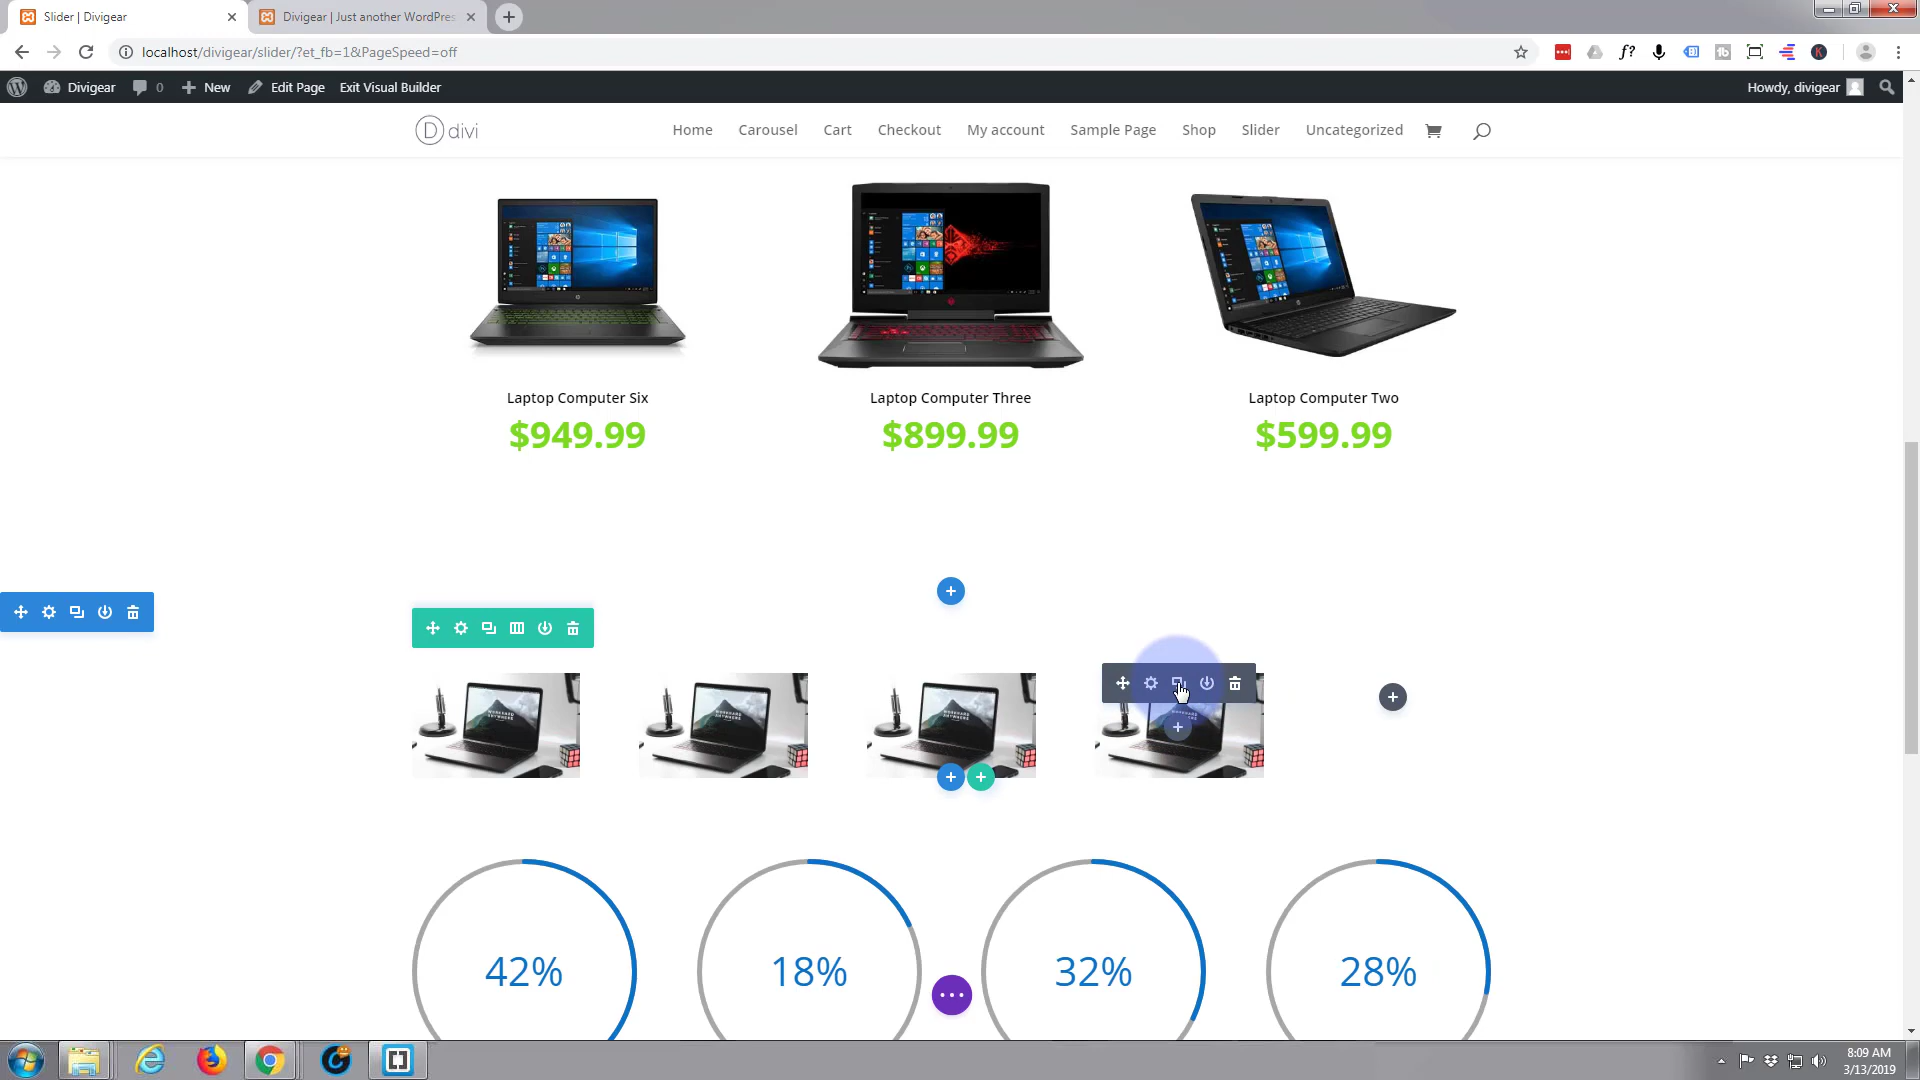 Slider | Divigear
Divigear | Just another WordPres
localhost/divigear/slider/?et_fb=1&PageSpeed=off
Divigear
0
New
Edit Page
Exit Visual Builder
Howdy, divigear
D divi
Home
Carousel
Cart
Checkout
My account
Sample Page
Shop
Slider
Uncategorized
Laptop Computer Six
$949.99
Laptop Computer Three
$899.99
Laptop Computer Two
$599.99
42%
18%
32%
28%
8:09 AM
3/13/2019